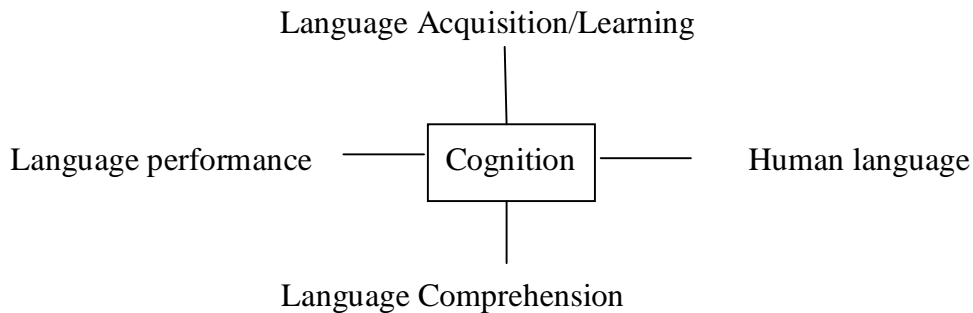 Language Acquisition/Learning
Language performance
Cognition
Human language
Language Comprehension